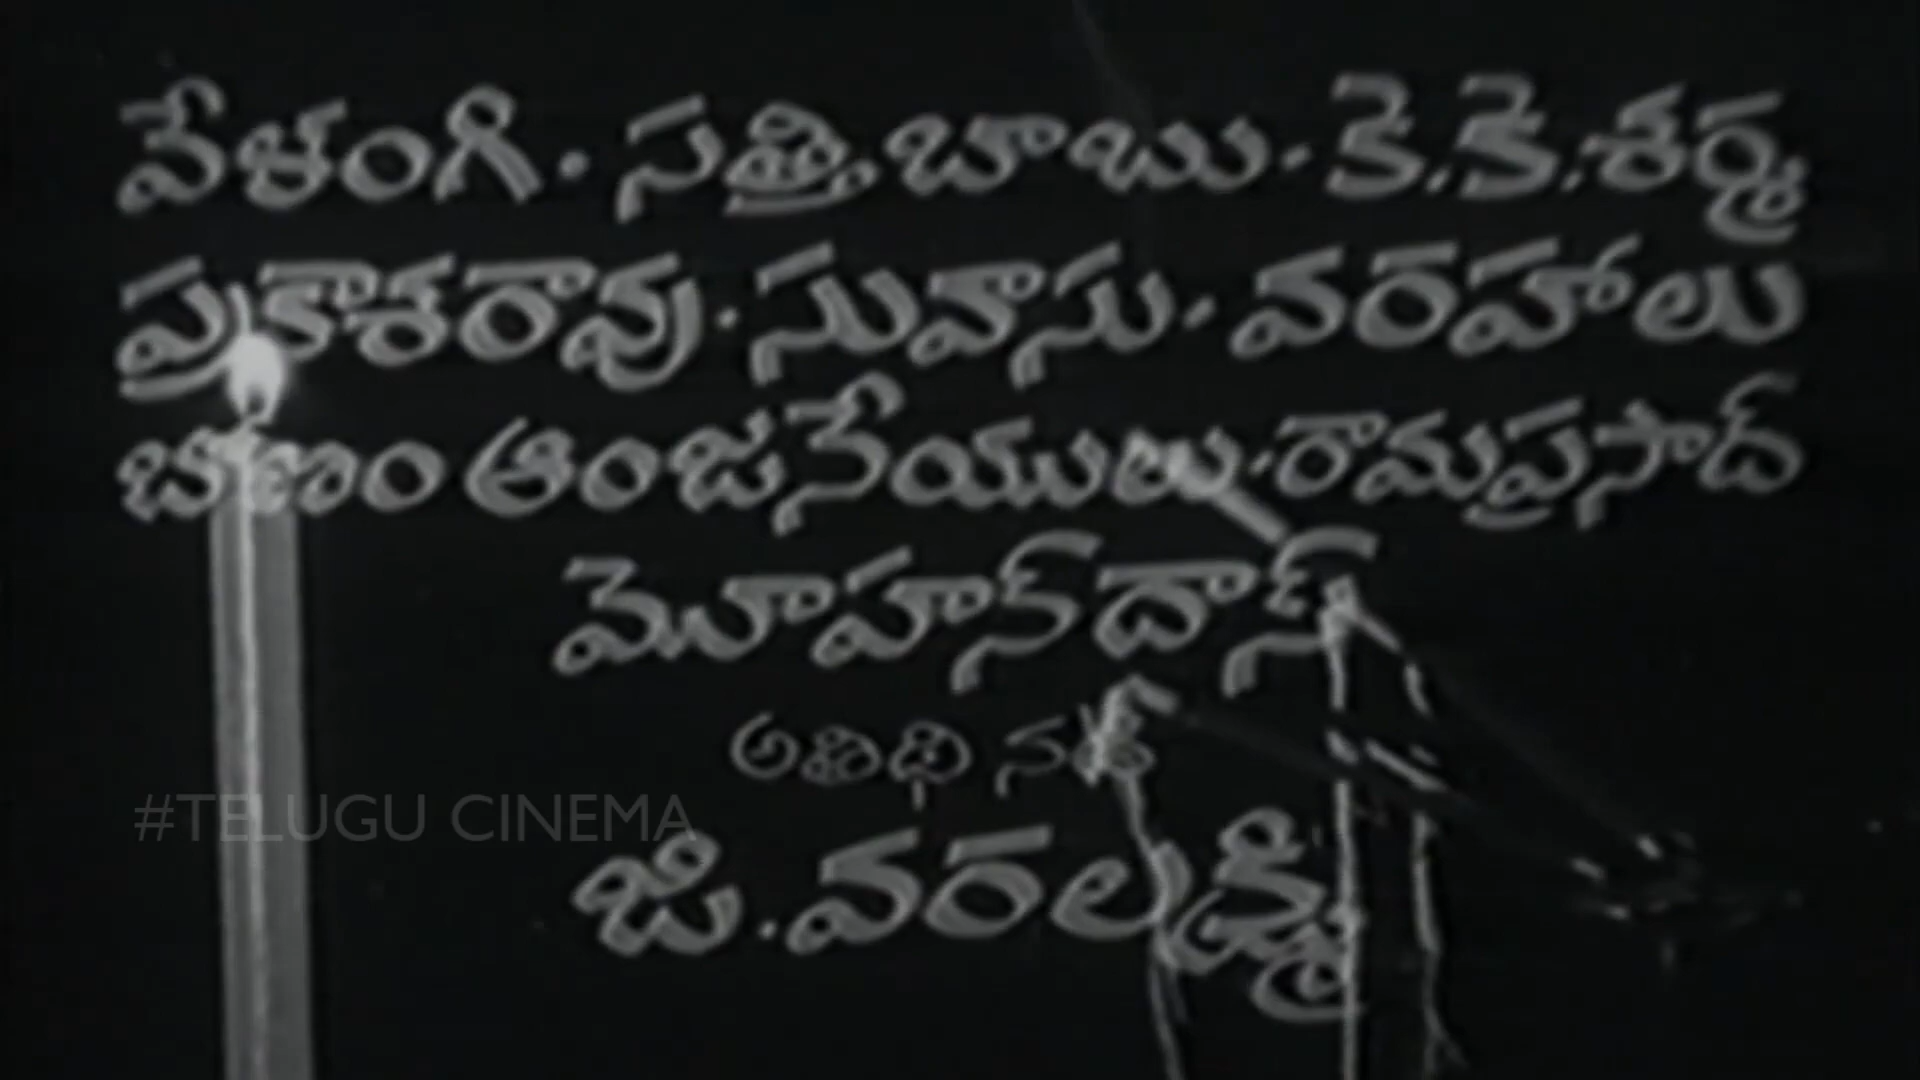 వేళంగి. సత్తి.బాబు. కె.కె.శర్మ
ప్రకాశరావు. సువాసు. వరహాలు
బాణం ఆంజనేయులు. రామప్రసాద్
మోహన్‌దాస్
అతిథి నటి
#TELUGU CINEMA
జి.వరలక్ష్మి